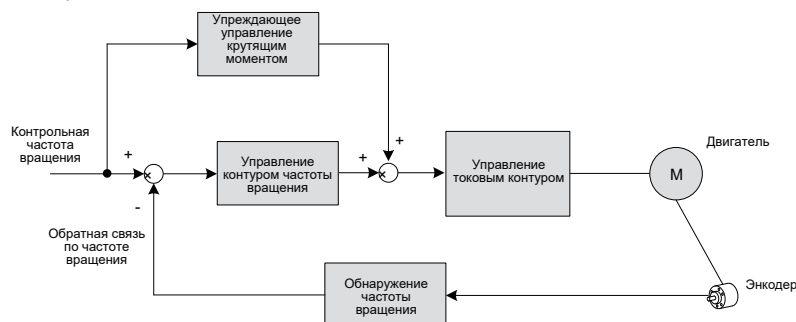 Упреждающее
управление
крутящим
моментом
Контрольная
частота
вращения
+
+
+
-
Управление
контуром частоты
вращения
Управление
токовым контуром
Двигатель
M
Обратная связь
по частоте
вращения
Обнаружение
частоты
вращения
Энкодер